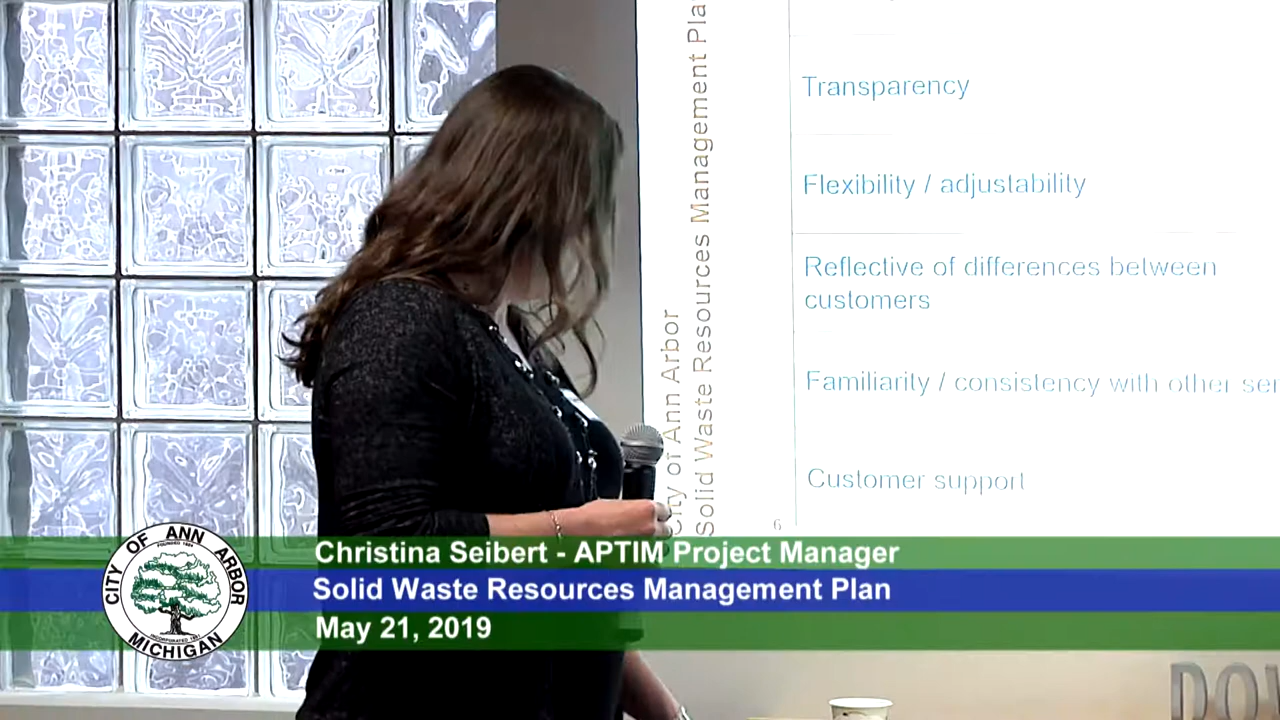 City of Ann Arbor
Solid Waste Resources Management
Transparency
Flexibility / adjustability
Reflective of differences between
customers
Familiarity / consistency with other
Customer support
6
CITY OF ANN ARBOR
MICHIGAN
Christina Seibert - APTIM Project Manager
Solid Waste Resources Management Plan
May 21, 2019